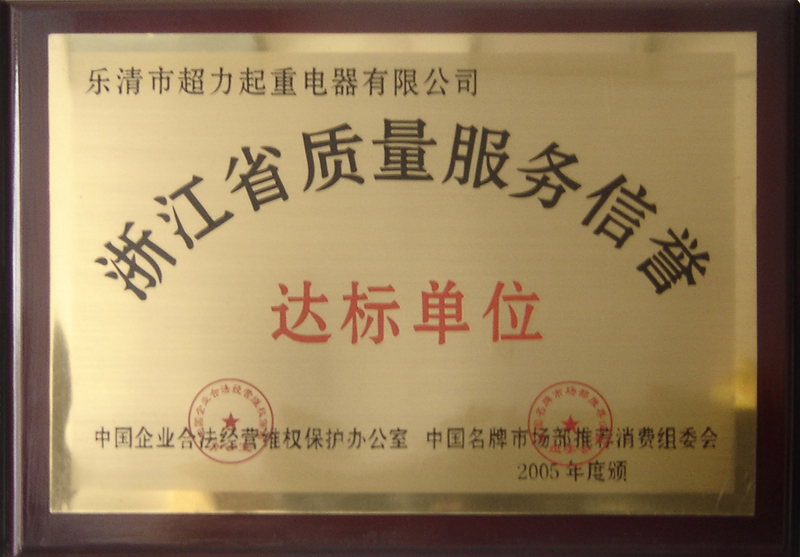 乐清市超力起重电器有限公司
浙江省质量服务信誉
达标单位
中国企业合法经营维权保护办公室 中国名牌市场部推荐消费组委会
2005年度颁